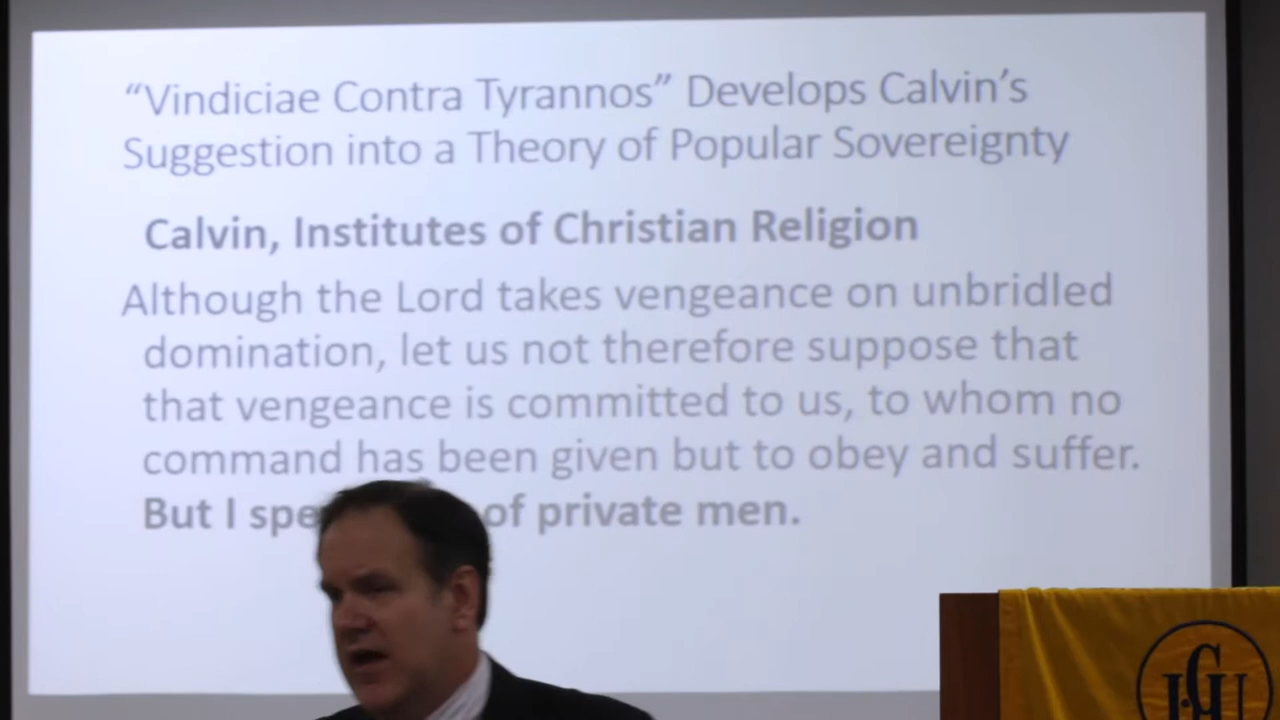 “Vindiciae Contra Tyrannos” Develops Calvin’s
Suggestion into a Theory of Popular Sovereignty
Calvin, Institutes of Christian Religion
Although the Lord takes vengeance on unbridled
domination, let us not therefore suppose that
that vengeance is committed to us, to whom no
command has been given but to obey and suffer.
But I of private men.